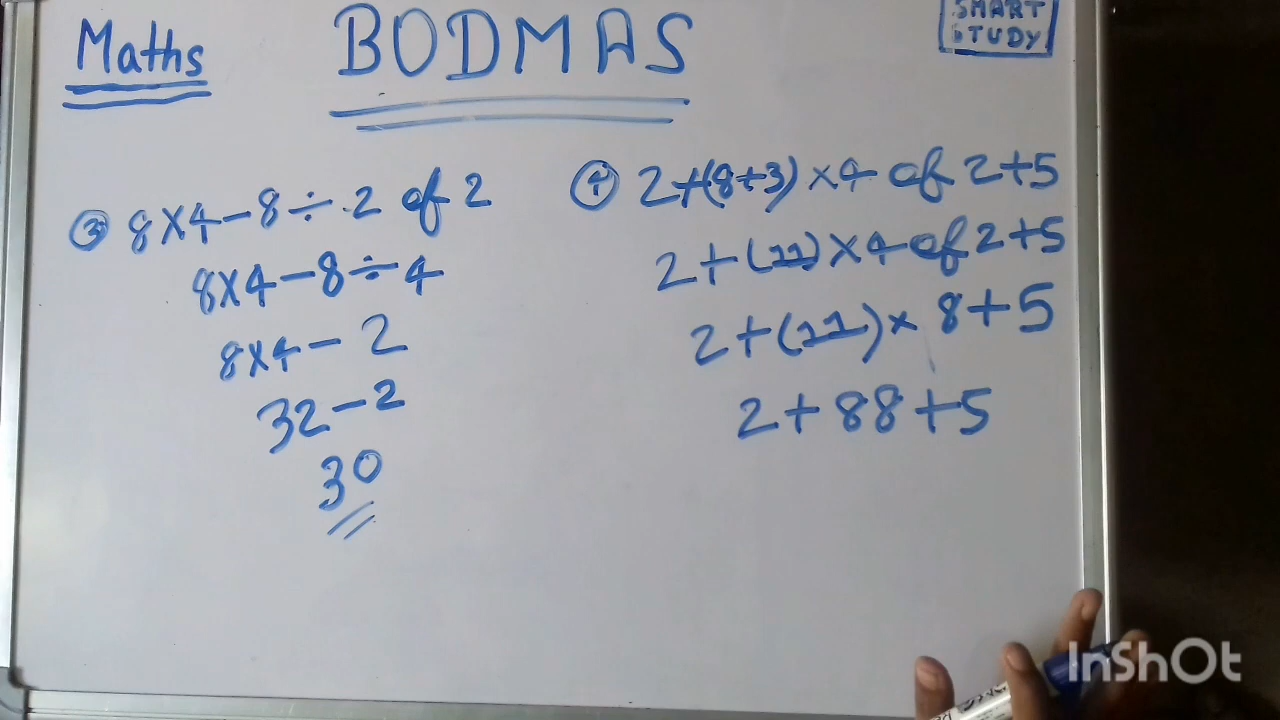 Maths
BODMAS
SMART
STUDY
③ 8×4-8÷2 of 2
8×4-8÷4
8×4-2
32-2
30
④ 2+(8+3)×4 of 2+5
2+(11)×4 of 2+5
2+(11)×8+5
2+88+5
InShOt